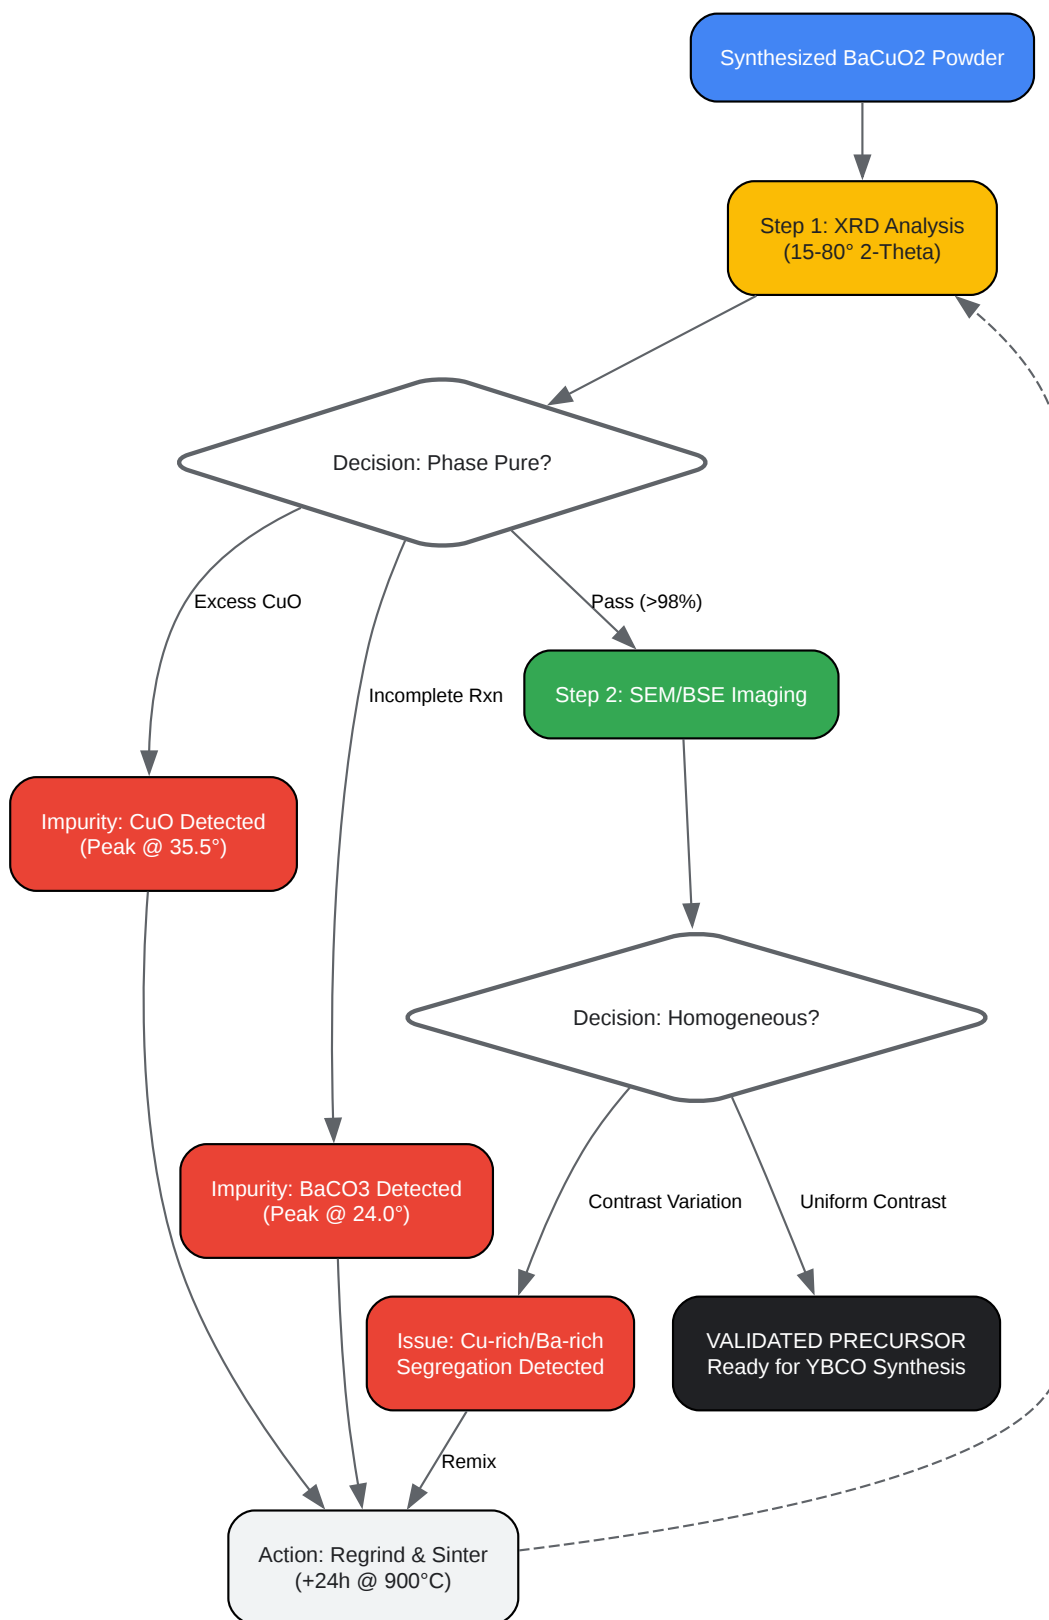 Synthesized BaCuO2 Powder
Step 1: XRD Analysis
(15-80° 2-Theta)
Decision: Phase Pure?
Excess CuO
Pass (>98%)
Incomplete Rxn
Step 2: SEM/BSE Imaging
Impurity: CuO Detected
(Peak @ 35.5°)
Decision: Homogeneous?
Impurity: BaCO3 Detected
(Peak @ 24.0°)
Contrast Variation
Uniform Contrast
Issue: Cu-rich/Ba-rich
Segregation Detected
VALIDATED PRECURSOR
Ready for YBCO Synthesis
Remix
Action: Regrind & Sinter
(+24h @ 900°C)